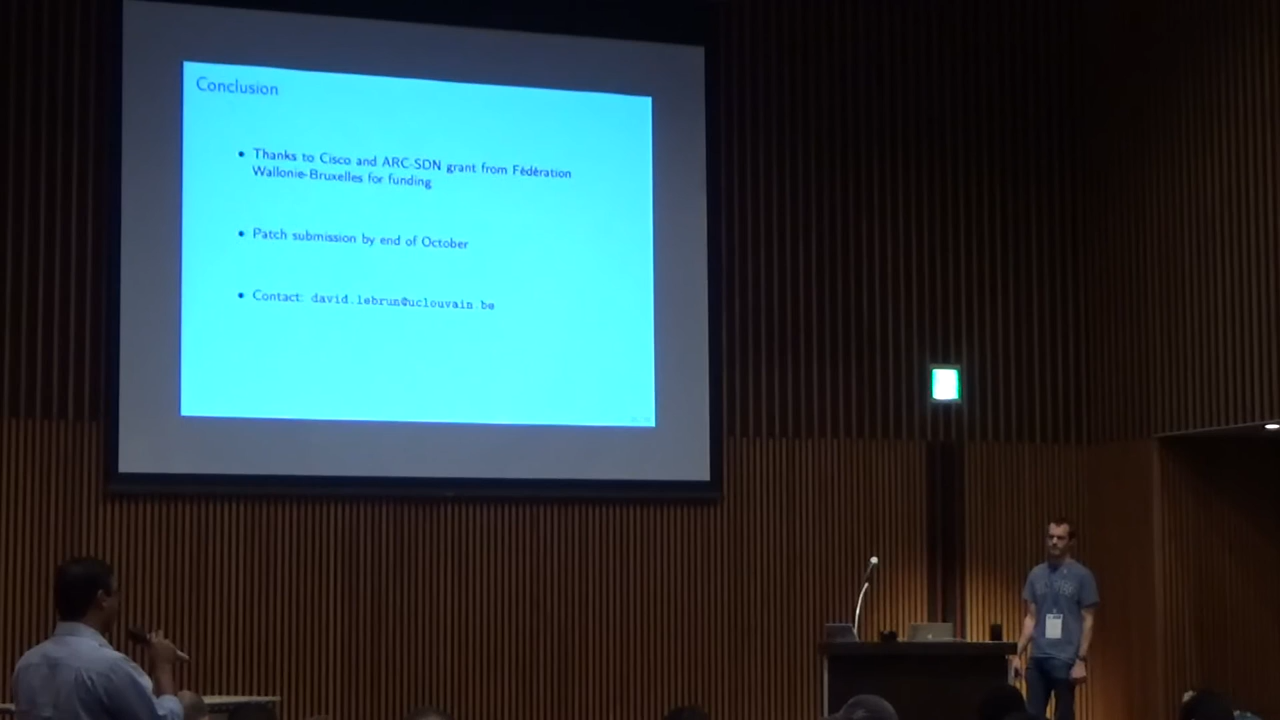 Conclusion
• Thanks to Cisco and ARC-SDN grant from Fédération
Wallonie-Bruxelles for funding
• Patch submission by end of October
• Contact: david.lebrun@uclouvain.be